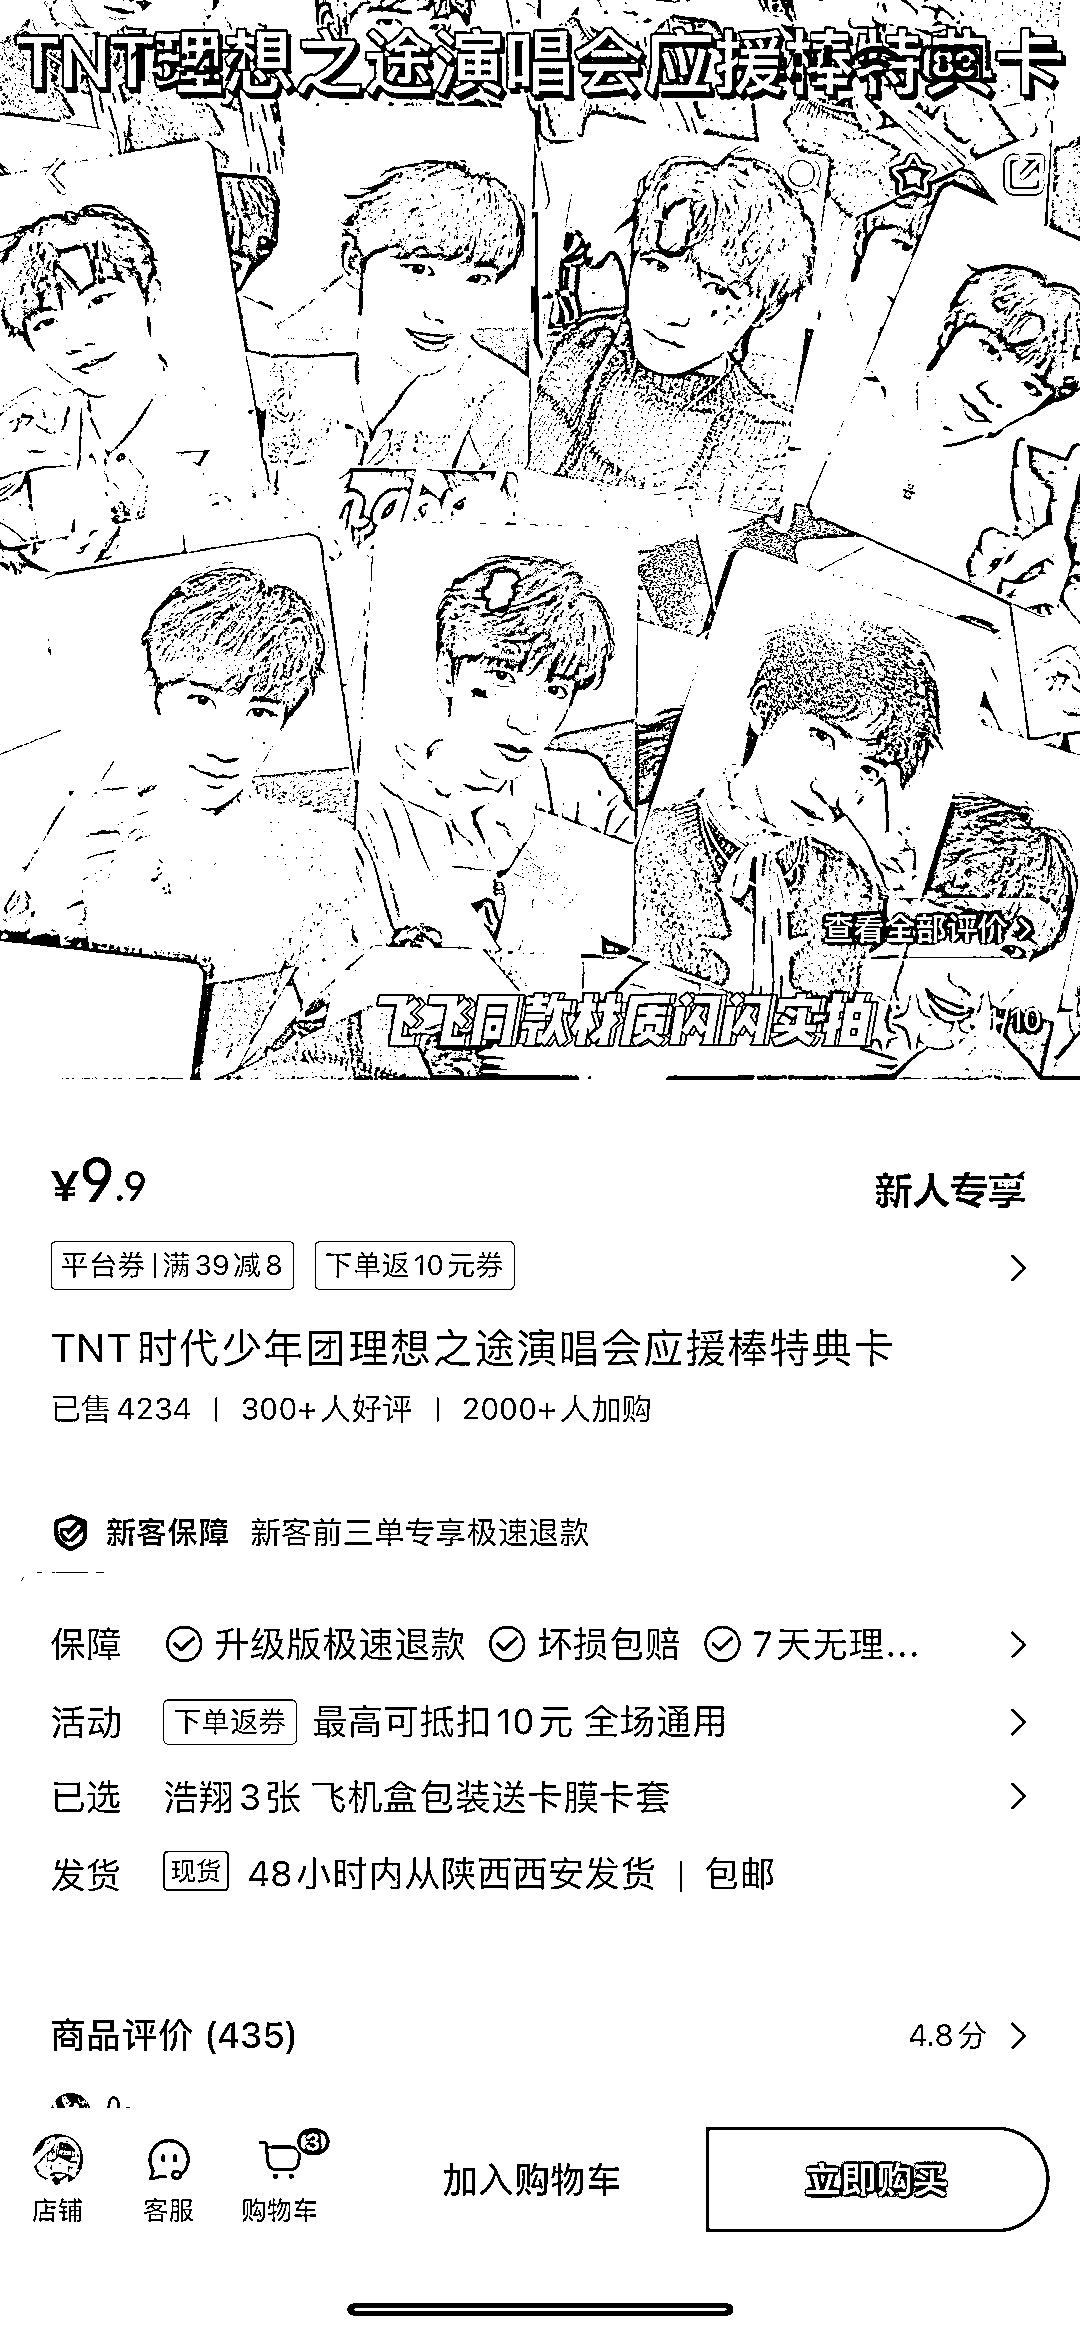 TNT理想之途演唱会应援棒特典卡
查看全部评价
飞飞同款材质闪闪实拍
/10
¥9.9
新人专享
平台券|满39减8 下单返10元券
TNT时代少年团理想之途演唱会应援棒特典卡
已售4234 | 300+人好评 | 2000+人加购
新客保障 新客前三单专享极速退款
保障 升级版极速退款 坏损包赔 7天无理...
活动 下单返券 最高可抵扣10元 全场通用
已选 浩翔3张 飞机盒包装送卡膜卡套
发货 现货 48小时内从陕西西安发货 | 包邮
商品评价 (435) 4.8分
店铺 客服 购物车 加入购物车 立即购买